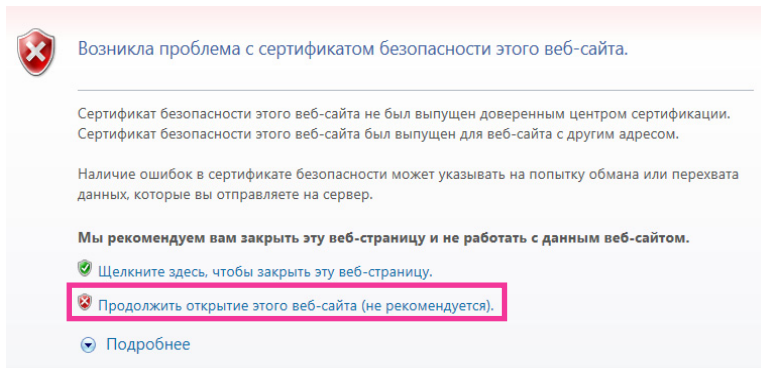 Возникла проблема с сертификатом безопасности этого веб-сайта.
Сертификат безопасности этого веб-сайта не был выпущен доверенным центром сертификации.
Сертификат безопасности этого веб-сайта был выпущен для веб-сайта с другим адресом.
Наличие ошибок в сертификате безопасности может указывать на попытку обмана или перехвата
данных, которые вы отправляете на сервер.
Мы рекомендуем вам закрыть эту веб-страницу и не работать с данным веб-сайтом.
Щелкните здесь, чтобы закрыть эту веб-страницу.
Продолжить открытие этого веб-сайта (не рекомендуется).
Подробнее